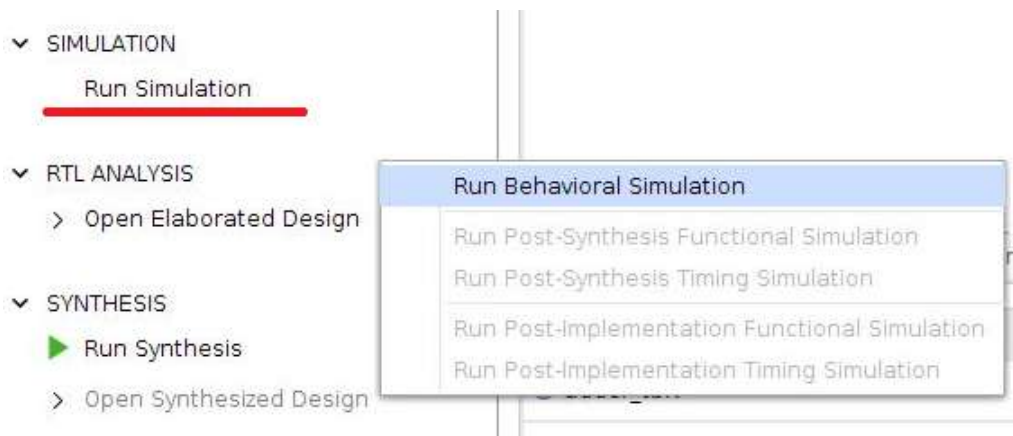 SIMULATION
Run Simulation
RTL ANALYSIS
Open Elaborated Design
SYNTHESIS
Run Synthesis
Open Synthesized Design
Run Behavioral Simulation
Run Post-Synthesis Functional Simulation
Run Post-Synthesis Timing Simulation
Run Post-Implementation Functional Simulation
Run Post-Implementation Timing Simulation